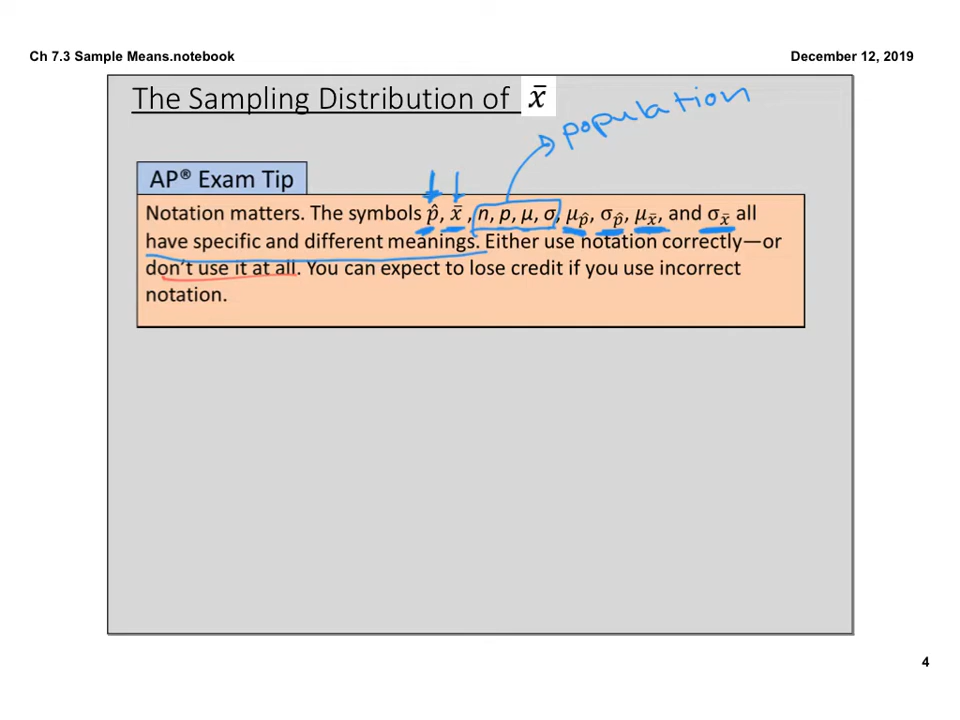 Ch 7.3 Sample Means.notebook
December 12, 2019
The Sampling Distribution of x̄
population
AP® Exam Tip
Notation matters. The symbols p̂, x̄ , n, p, μ, σ, μp̂, σp̂, μx̄, and σx̄ all
have specific and different meanings. Either use notation correctly—or
don't use it at all. You can expect to lose credit if you use incorrect
notation.
4